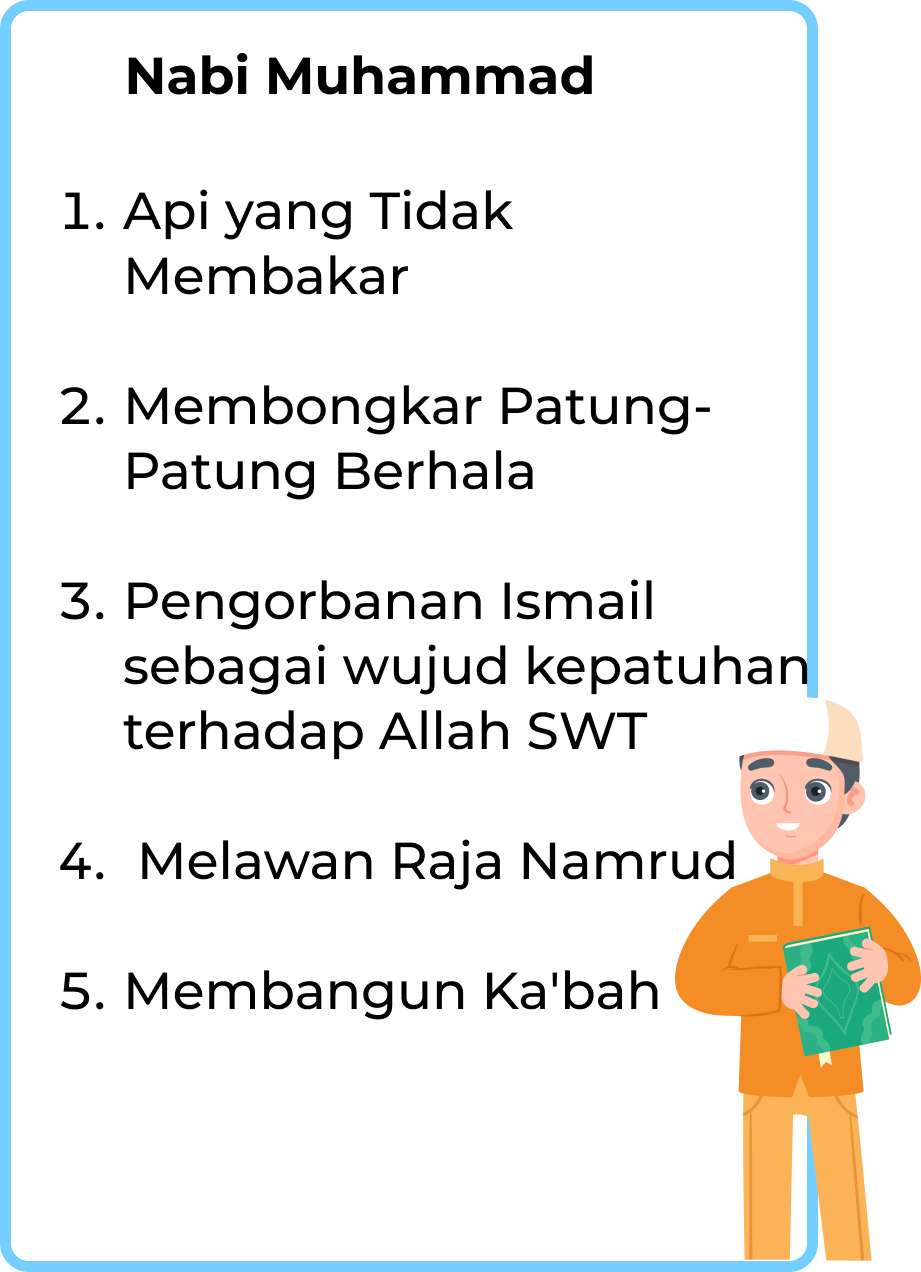 Nabi Muhammad
1. Api yang Tidak
Membakar
2. Membongkar Patung-
Patung Berhala
3. Pengorbanan Ismail
sebagai wujud kepatuhan
terhadap Allah SWT
4. Melawan Raja Namrud
5. Membangun Ka'bah